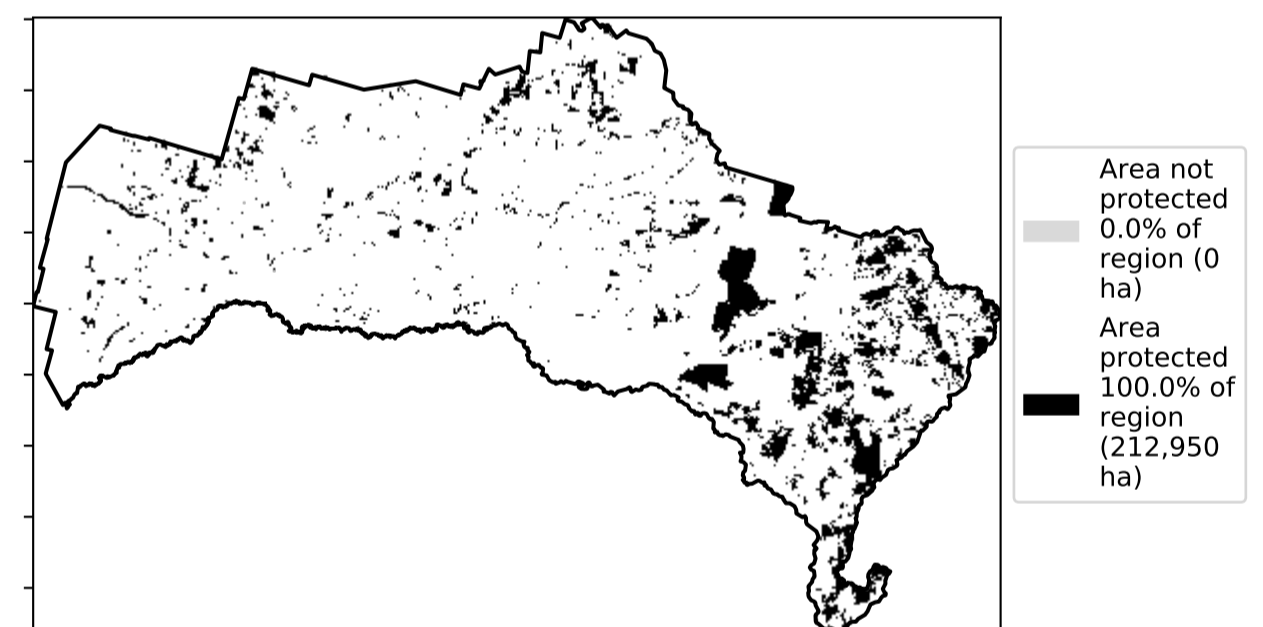 Area not
protected
0.0% of
region (0
ha)
Area
protected
100.0% of
region
(212,950
ha)